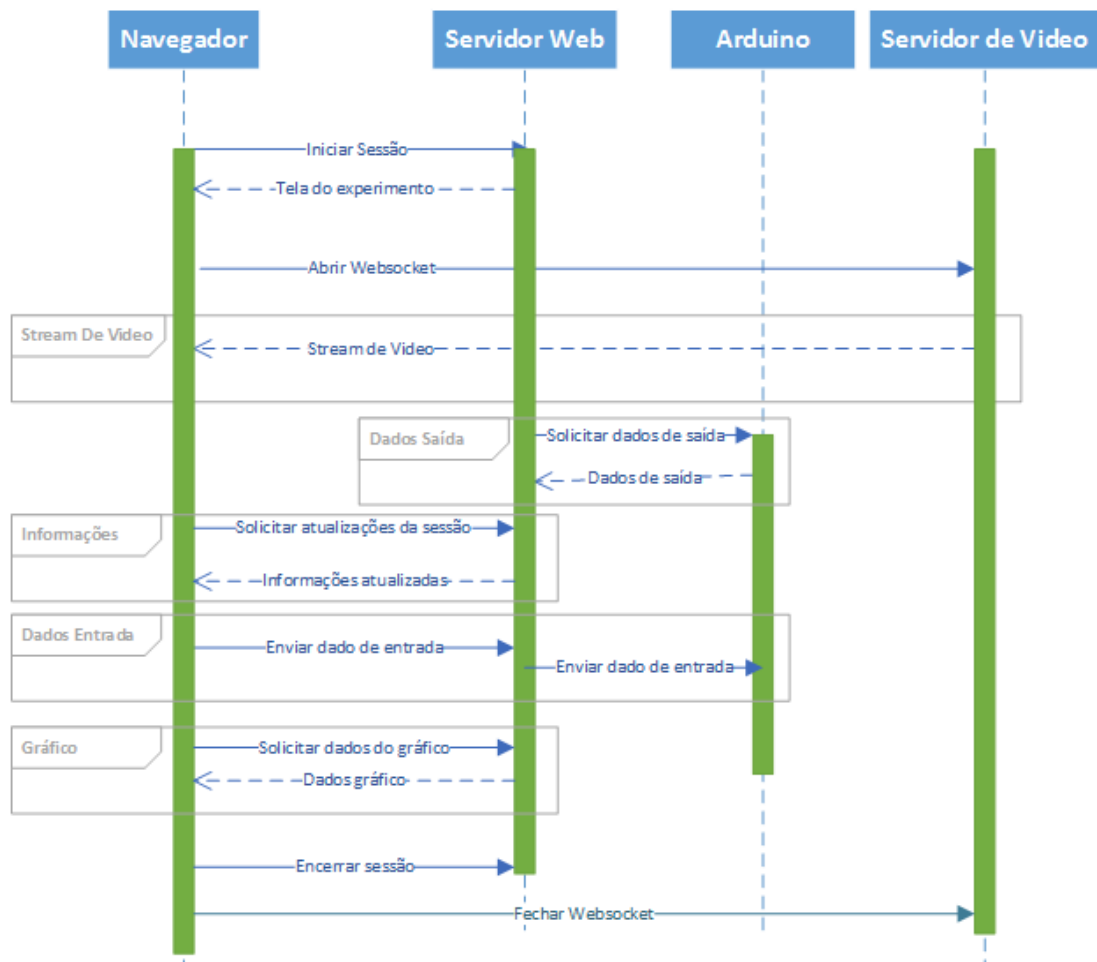 Navegador
Servidor Web
Arduino
Servidor de Video
Iniciar Sessão
Tela do experimento
Abrir Websocket
Stream De Video
Stream de Video
Dados Saída
Solicitar dados de saída
Dados de saída
Informações
Solicitar atualizações da sessão
Informações atualizadas
Dados Entrada
Enviar dado de entrada
Enviar dado de entrada
Gráfico
Solicitar dados do gráfico
Dados gráfico
Encerrar sessão
Fechar Websocket